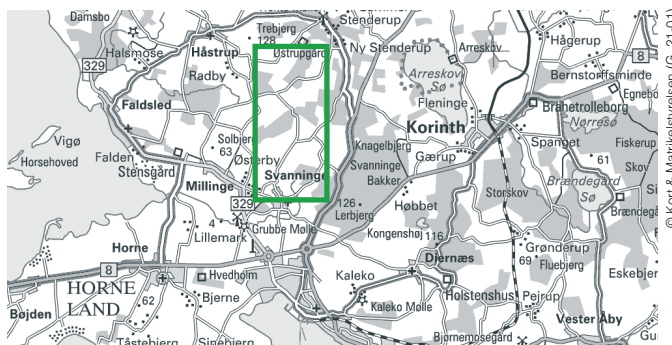 Damsbo
Trebjerg
128
Stenderup
Hågerup
Halsmose
Håstrup
Østrupgård
Ny Stenderup
Arreskov
8
329
Radby
Arreskov
Sø
Bernstorffsminde
Egnebo
Faldsled
Fleninge
Brahetrolleborg
Nørresø
Korinth
Solbjerg
63
Knagelbjerg
Spanget
Fiskerup
Vigø
Falden
Østerby
Svanninge
Bakker
Gærup
61
Skov
Horsehoved
Stensgård
Svanninge
Brændegård
Sø
Millinge
Storskov
329
126
Lerbjerg
Høbbet
Brændegå
4
Lillemark
Grubbe Mølle
Kongenshøj
116
Grønderup
Horne
Djernæs
69
Fluebjerg
8
Hvedholm
Kaleko
Eskebjer
HORNE
LAND
Bjerne
Holstenshus
Pejrup
62
Kaleko Mølle
Bøjden
Vester Åby
Tåstebjerg
Sinebjerg
Bjørnemosegård
© Kort & Matrikelstyrelsen (G. 21-01)